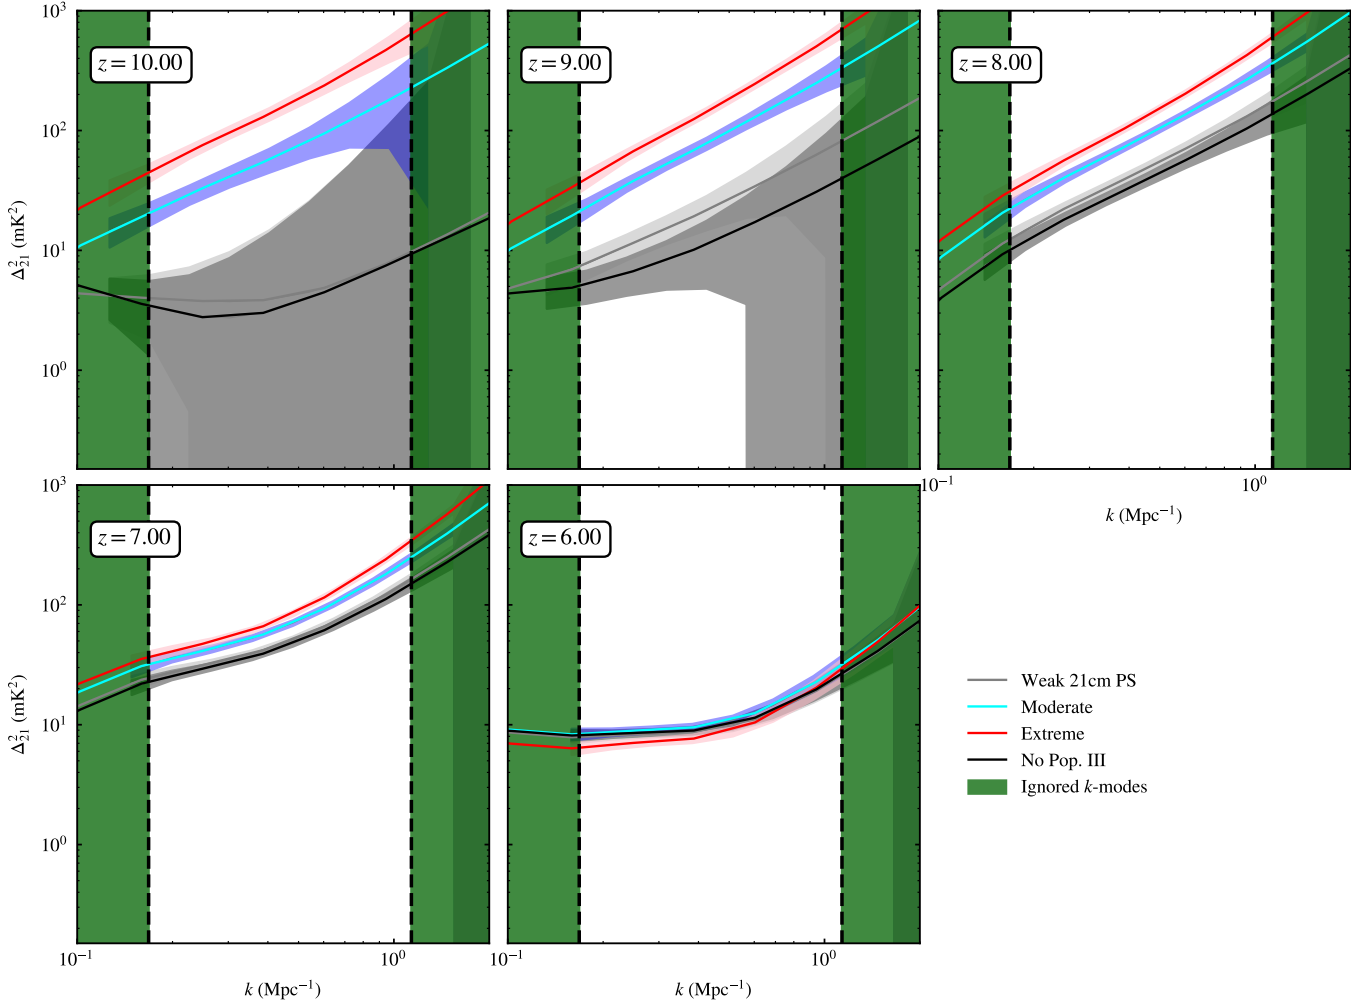 10³
10²
10¹
10⁰
Δ²₂₁ (mK²)
z = 10.00
z = 9.00
z = 8.00
10⁻¹
10⁰
k (Mpc⁻¹)
10³
10²
10¹
10⁰
Δ²₂₁ (mK²)
z = 7.00
z = 6.00
Weak 21cm PS
Moderate
Extreme
No Pop. III
Ignored k-modes
10⁻¹
10⁰
10⁻¹
10⁰
k (Mpc⁻¹)
k (Mpc⁻¹)